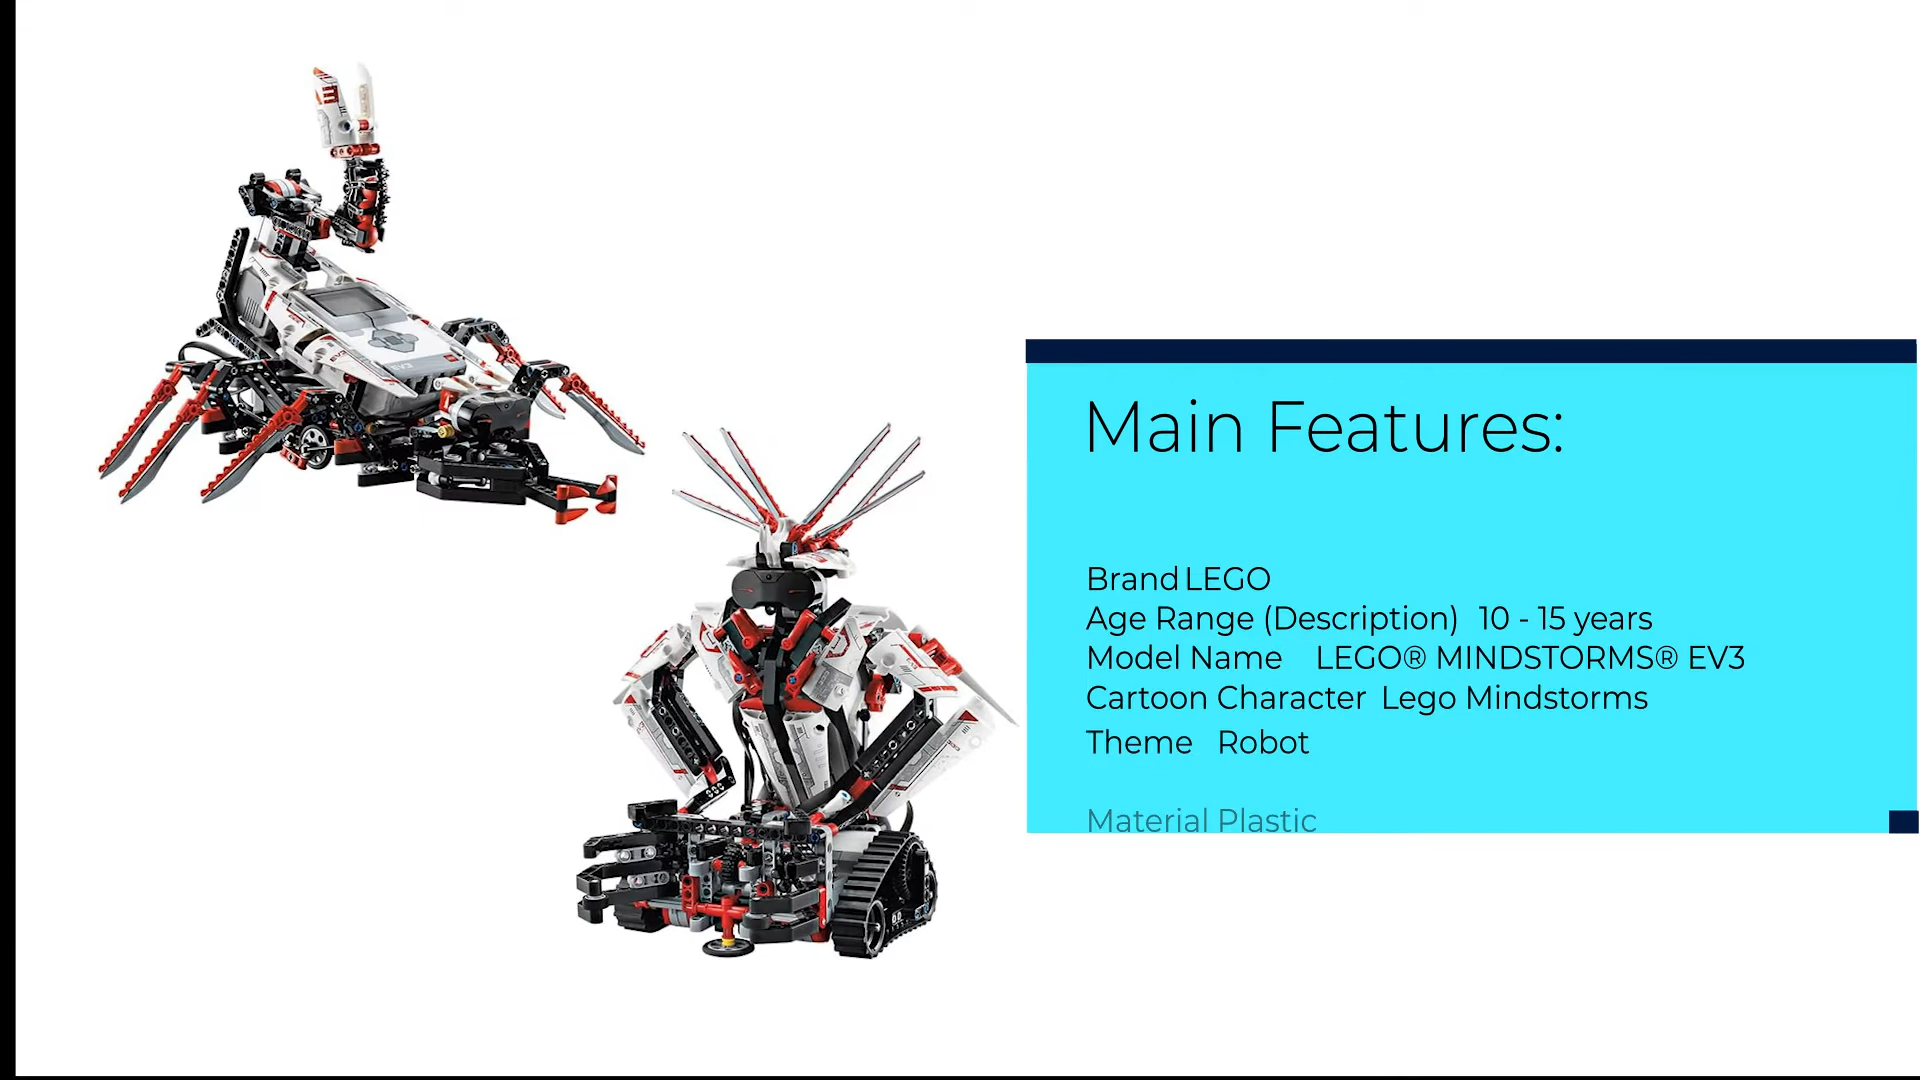 Main Features:
Brand LEGO
Age Range (Description) 10 - 15 years
Model Name LEGO® MINDSTORMS® EV3
Cartoon Character Lego Mindstorms
Theme Robot
Material Plastic
EV3